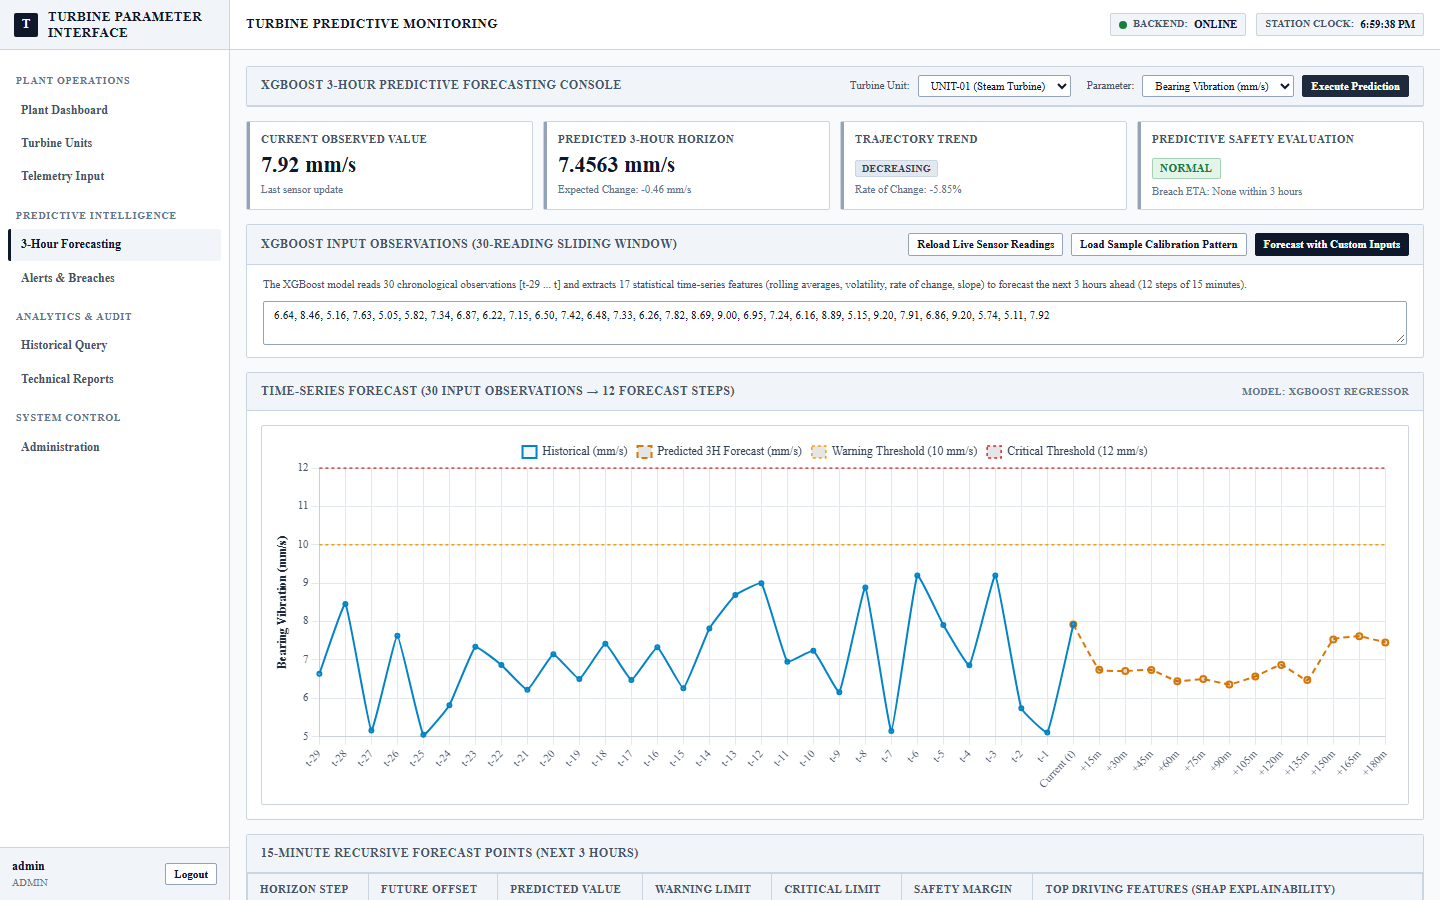 T
TURBINE PARAMETER
INTERFACE
TURBINE PREDICTIVE MONITORING
BACKEND: ONLINE
STATION CLOCK: 6:59:38 PM
PLANT OPERATIONS
Plant Dashboard
Turbine Units
Telemetry Input
PREDICTIVE INTELLIGENCE
3-Hour Forecasting
Alerts & Breaches
ANALYTICS & AUDIT
Historical Query
Technical Reports
SYSTEM CONTROL
Administration
admin
ADMIN
Logout
XGBOOST 3-HOUR PREDICTIVE FORECASTING CONSOLE
Turbine Unit: UNIT-01 (Steam Turbine)
Parameter: Bearing Vibration (mm/s)
Execute Prediction
CURRENT OBSERVED VALUE
7.92 mm/s
Last sensor update
PREDICTED 3-HOUR HORIZON
7.4563 mm/s
Expected Change: -0.46 mm/s
TRAJECTORY TREND
DECREASING
Rate of Change: -5.85%
PREDICTIVE SAFETY EVALUATION
NORMAL
Breach ETA: None within 3 hours
XGBOOST INPUT OBSERVATIONS (30-READING SLIDING WINDOW)
Reload Live Sensor Readings
Load Sample Calibration Pattern
Forecast with Custom Inputs
The XGBoost model reads 30 chronological observations [t-29 ... t] and extracts 17 statistical time-series features (rolling averages, volatility, rate of change, slope) to forecast the next 3 hours ahead (12 steps of 15 minutes).
6.64, 8.46, 5.16, 7.63, 5.05, 5.82, 7.34, 6.87, 6.22, 7.15, 6.50, 7.42, 6.48, 7.33, 6.26, 7.82, 8.69, 9.00, 6.95, 7.24, 6.16, 8.89, 5.15, 9.20, 7.91, 6.86, 9.20, 5.74, 5.11, 7.92
TIME-SERIES FORECAST (30 INPUT OBSERVATIONS → 12 FORECAST STEPS)
MODEL: XGBOOST REGRESSOR
Historical (mm/s)
Predicted 3H Forecast (mm/s)
Warning Threshold (10 mm/s)
Critical Threshold (12 mm/s)
Bearing Vibration (mm/s)
12
11
10
9
8
7
6
5
t-29
t-28
t-27
t-26
t-25
t-24
t-23
t-22
t-21
t-20
t-19
t-18
t-17
t-16
t-15
t-14
t-13
t-12
t-11
t-10
t-9
t-8
t-7
t-6
t-5
t-4
t-3
t-2
t-1
Current (t)
+15m
+30m
+45m
+60m
+75m
+90m
+105m
+120m
+135m
+150m
+165m
+180m
15-MINUTE RECURSIVE FORECAST POINTS (NEXT 3 HOURS)
HORIZON STEP
FUTURE OFFSET
PREDICTED VALUE
WARNING LIMIT
CRITICAL LIMIT
SAFETY MARGIN
TOP DRIVING FEATURES (SHAP EXPLAINABILITY)